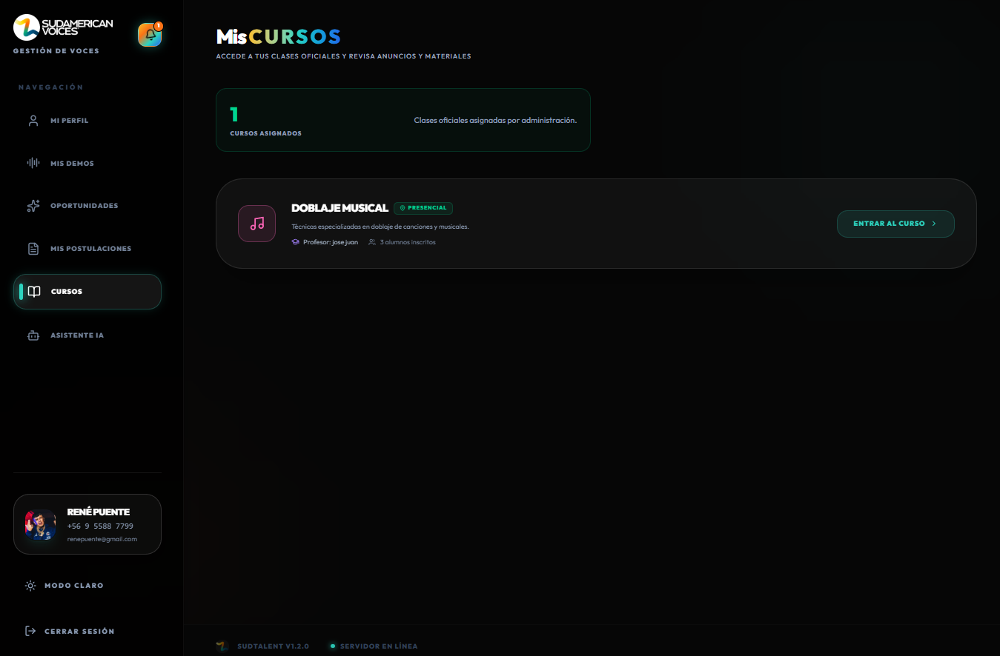 SUDAMERICAN
VOICES
1
GESTIÓN DE VOCES
NAVEGACIÓN
MI PERFIL
MIS DEMOS
OPORTUNIDADES
MIS POSTULACIONES
CURSOS
ASISTENTE IA
RENÉ PUENTE
+56 9 5588 7799
renepuente@gmail.com
MODO CLARO
CERRAR SESIÓN
Mis CURSOS
ACCEDE A TUS CLASES OFICIALES Y REVISA ANUNCIOS Y MATERIALES
1
CURSOS ASIGNADOS
Clases oficiales asignadas por administración.
DOBLAJE MUSICAL PRESENCIAL
Técnicas especializadas en doblaje de canciones y musicales.
Profesor: jose juan 3 alumnos inscritos
ENTRAR AL CURSO
SUDTALENT V1.2.0 SERVIDOR EN LÍNEA